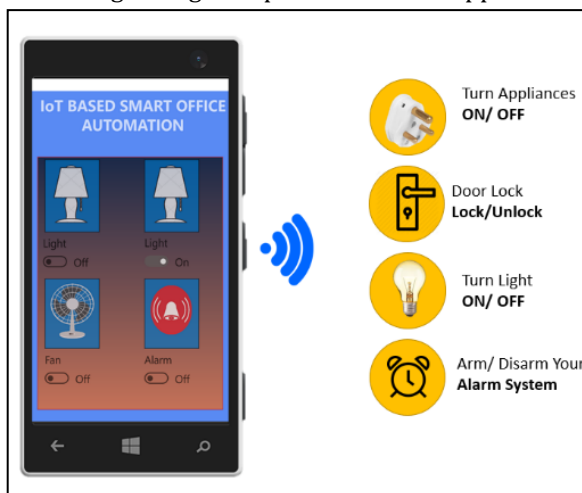 IoT BASED SMART OFFICE
AUTOMATION
Light
Off
Light
On
Fan
Off
Alarm
Off
Turn Appliances
ON/ OFF
Door Lock
Lock/Unlock
Turn Light
ON/ OFF
Arm/ Disarm Your
Alarm System